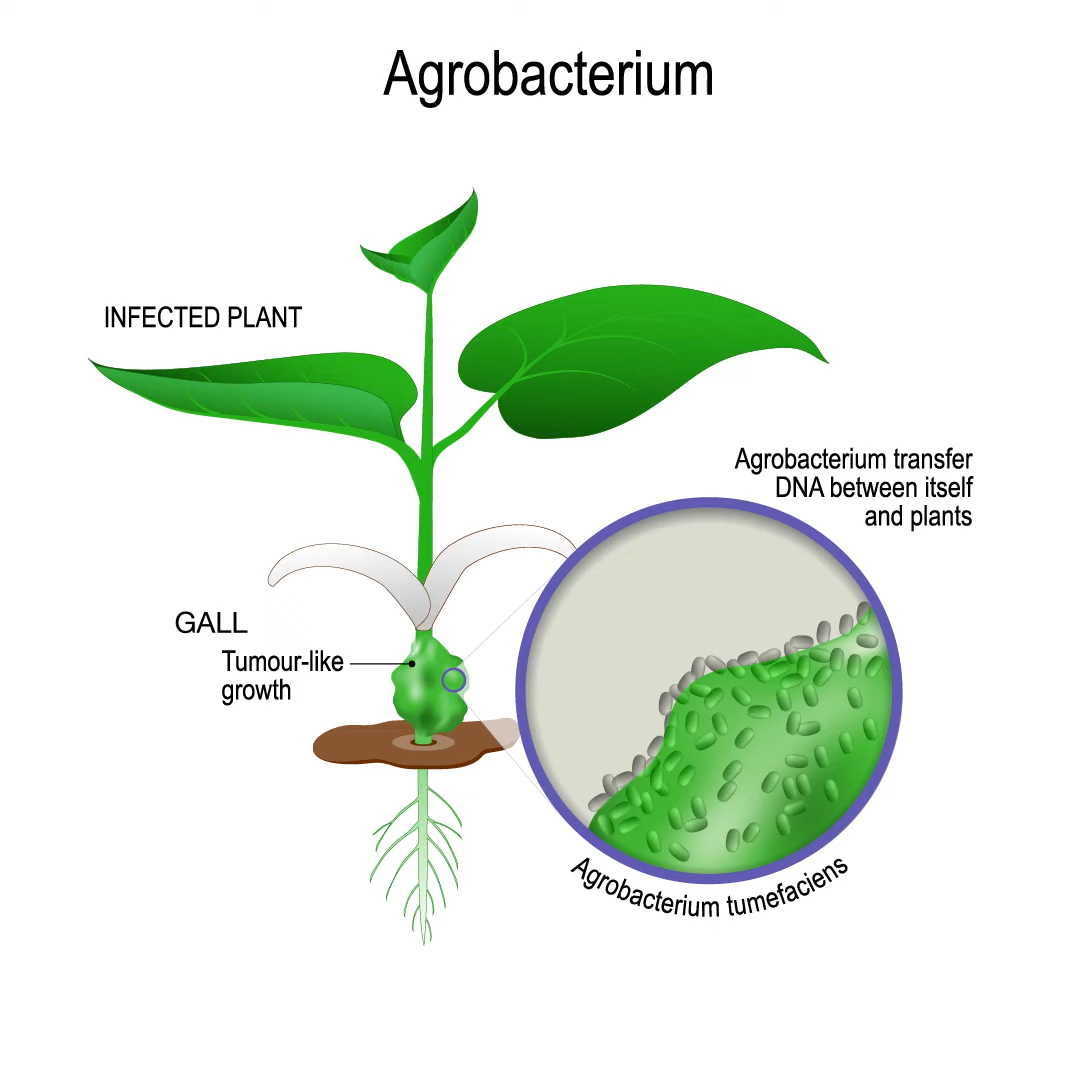 Agrobacterium
INFECTED PLANT
Agrobacterium transfer
DNA between itself
and plants
GALL
Tumour-like
growth
Agrobacterium tumefaciens